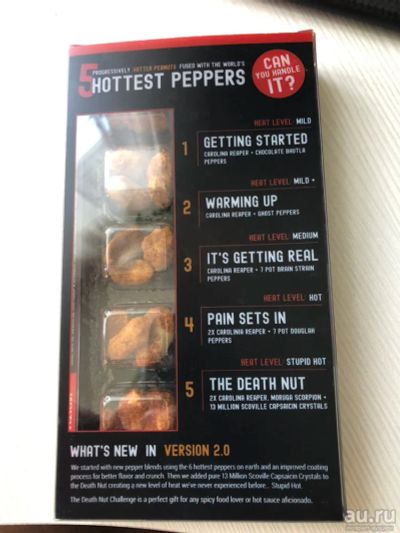 5 PROGRESSIVELY HOTTER PEANUTS FUSED WITH THE WORLD'S
HOTTEST PEPPERS
CAN
YOU HANDLE
IT?
HEAT LEVEL: MILD
1 GETTING STARTED
CAROLINA REAPER + CHOCOLATE BHUTLA
PEPPERS
HEAT LEVEL: MILD +
2 WARMING UP
CAROLINA REAPER + GHOST PEPPERS
HEAT LEVEL: MEDIUM
3 IT'S GETTING REAL
CAROLINA REAPER + 7 POT BRAIN STRAIN
PEPPERS
HEAT LEVEL: HOT
4 PAIN SETS IN
2X CAROLINIA REAPER + 7 POT DOUGLAH
PEPPERS
HEAT LEVEL: STUPID HOT
5 THE DEATH NUT
2X CAROLINA REAPER, MORUGA SCORPION +
13 MILLION SCOVILLE CAPSAICIN CRYSTALS
WHAT'S NEW IN VERSION 2.0
We started with new pepper blends using the 6 hottest peppers on earth and an improved coating
process for better flavor and crunch. Then we added pure 13 Million Scoville Capsaicin Crystals to
the Death Nut creating a new level of heat we've never experienced before... Stupid Hot.
The Death Nut Challenge is a perfect gift for any spicy food lover or hot sauce aficionado.
au.ru